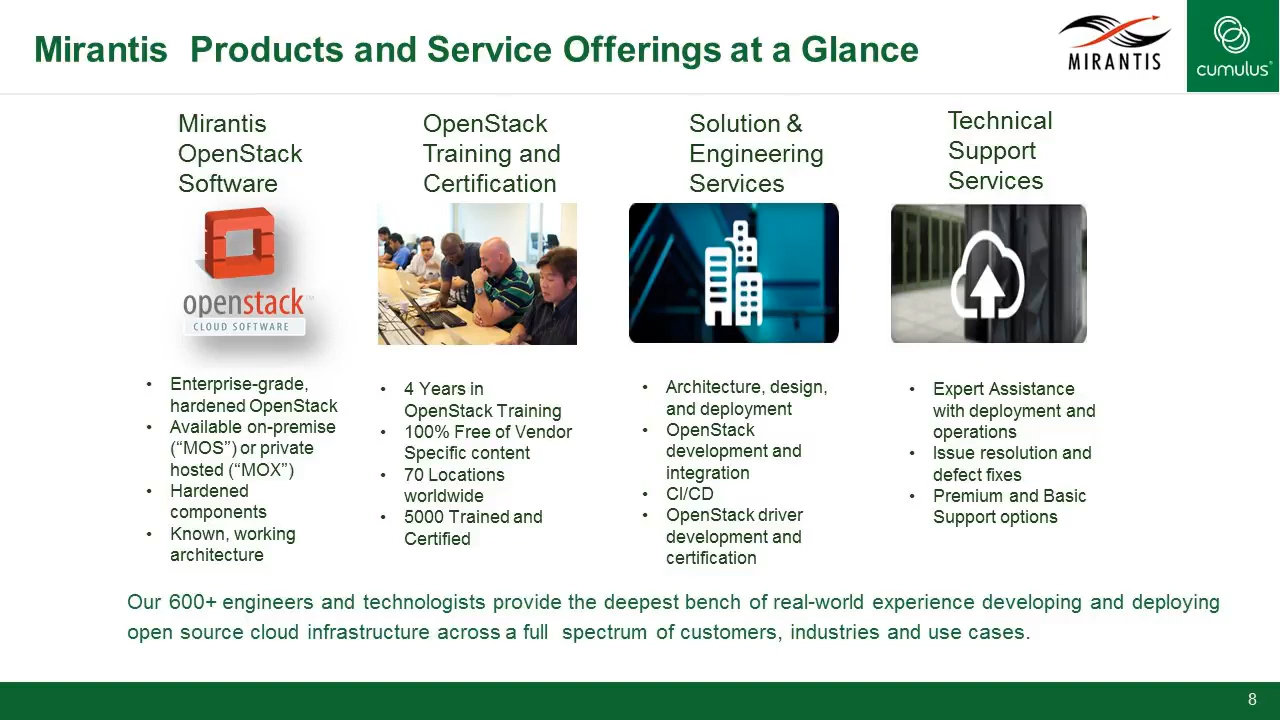 Mirantis  Products and Service Offerings at a Glance
MIRANTIS
cumulus®
Mirantis
OpenStack
Software
openstack™
CLOUD SOFTWARE
• Enterprise-grade,
hardened OpenStack
• Available on-premise
(“MOS”) or private
hosted (“MOX”)
• Hardened
components
• Known, working
architecture
OpenStack
Training and
Certification
• 4 Years in
OpenStack Training
• 100% Free of Vendor
Specific content
• 70 Locations
worldwide
• 5000 Trained and
Certified
Solution &
Engineering
Services
• Architecture, design,
and deployment
• OpenStack
development and
integration
• CI/CD
• OpenStack driver
development and
certification
Technical
Support
Services
• Expert Assistance
with deployment and
operations
• Issue resolution and
defect fixes
• Premium and Basic
Support options
Our 600+ engineers and technologists provide the deepest bench of real-world experience developing and deploying
open source cloud infrastructure across a full  spectrum of customers, industries and use cases.
8